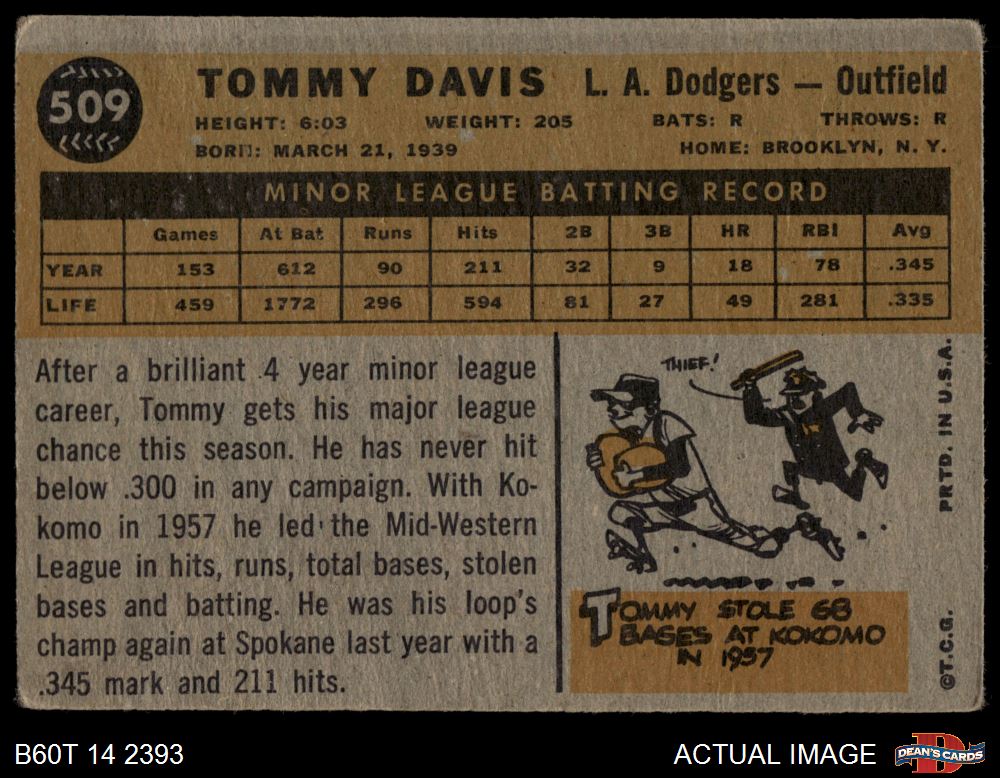 509
TOMMY DAVIS L. A. Dodgers — Outfield
HEIGHT: 6:03 WEIGHT: 205 BATS: R THROWS: R
BORN: MARCH 21, 1939 HOME: BROOKLYN, N. Y.
MINOR LEAGUE BATTING RECORD
Games At Bat Runs Hits 2B 3B HR RBI Avg
YEAR 153 612 90 211 32 9 18 78 .345
LIFE 459 1772 296 594 81 27 49 281 .335
After a brilliant 4 year minor league
career, Tommy gets his major league
chance this season. He has never hit
below .300 in any campaign. With Ko-
komo in 1957 he led the Mid-Western
League in hits, runs, total bases, stolen
bases and batting. He was his loop's
champ again at Spokane last year with a
.345 mark and 211 hits.
THIEF!
TOMMY STOLE 68
BASES AT KOKOMO
IN 1957
PRTD. IN U.S.A.
©T.C.G.
B60T 14 2393
ACTUAL IMAGE
DEAN'S CARDS